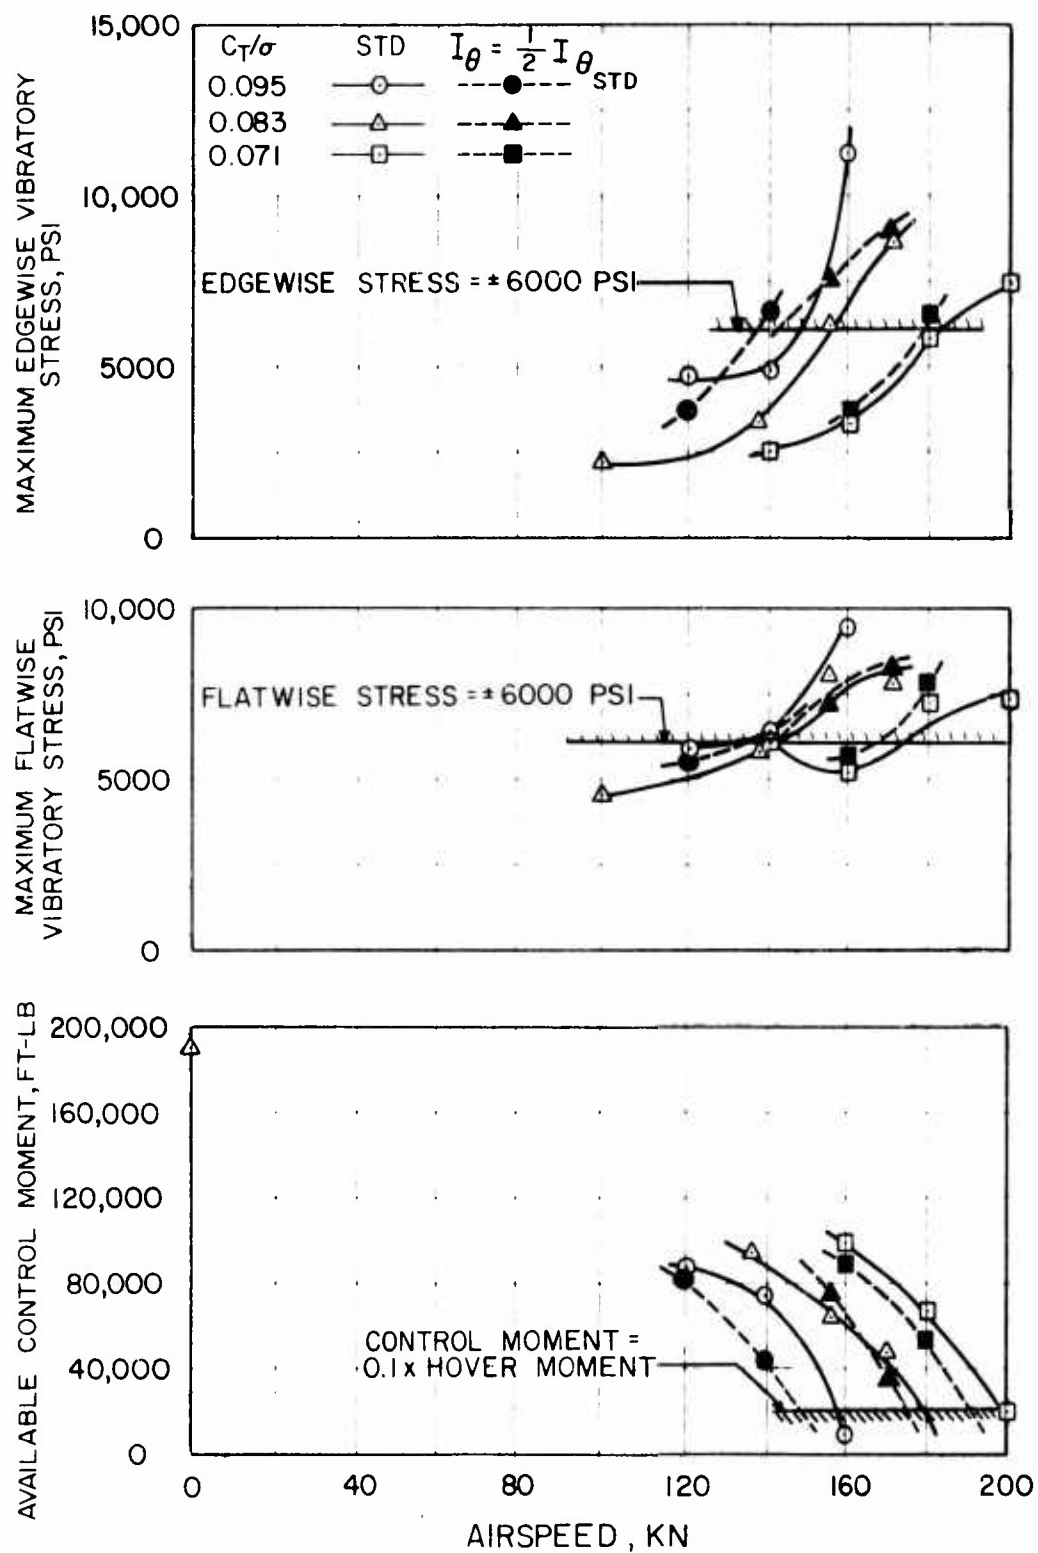 MAXIMUM EDGEWISE VIBRATORY
STRESS, PSI
15,000
10,000
5000
0
C_T/σ STD I_θ = 1/2 I_θ STD
0.095
0.083
0.071
EDGEWISE STRESS = ± 6000 PSI
MAXIMUM FLATWISE
VIBRATORY STRESS, PSI
10,000
5000
0
FLATWISE STRESS = ± 6000 PSI
AVAILABLE CONTROL MOMENT, FT-LB
200,000
160,000
120,000
80,000
40,000
0
CONTROL MOMENT =
0.1 x HOVER MOMENT
0 40 80 120 160 200
AIRSPEED, KN